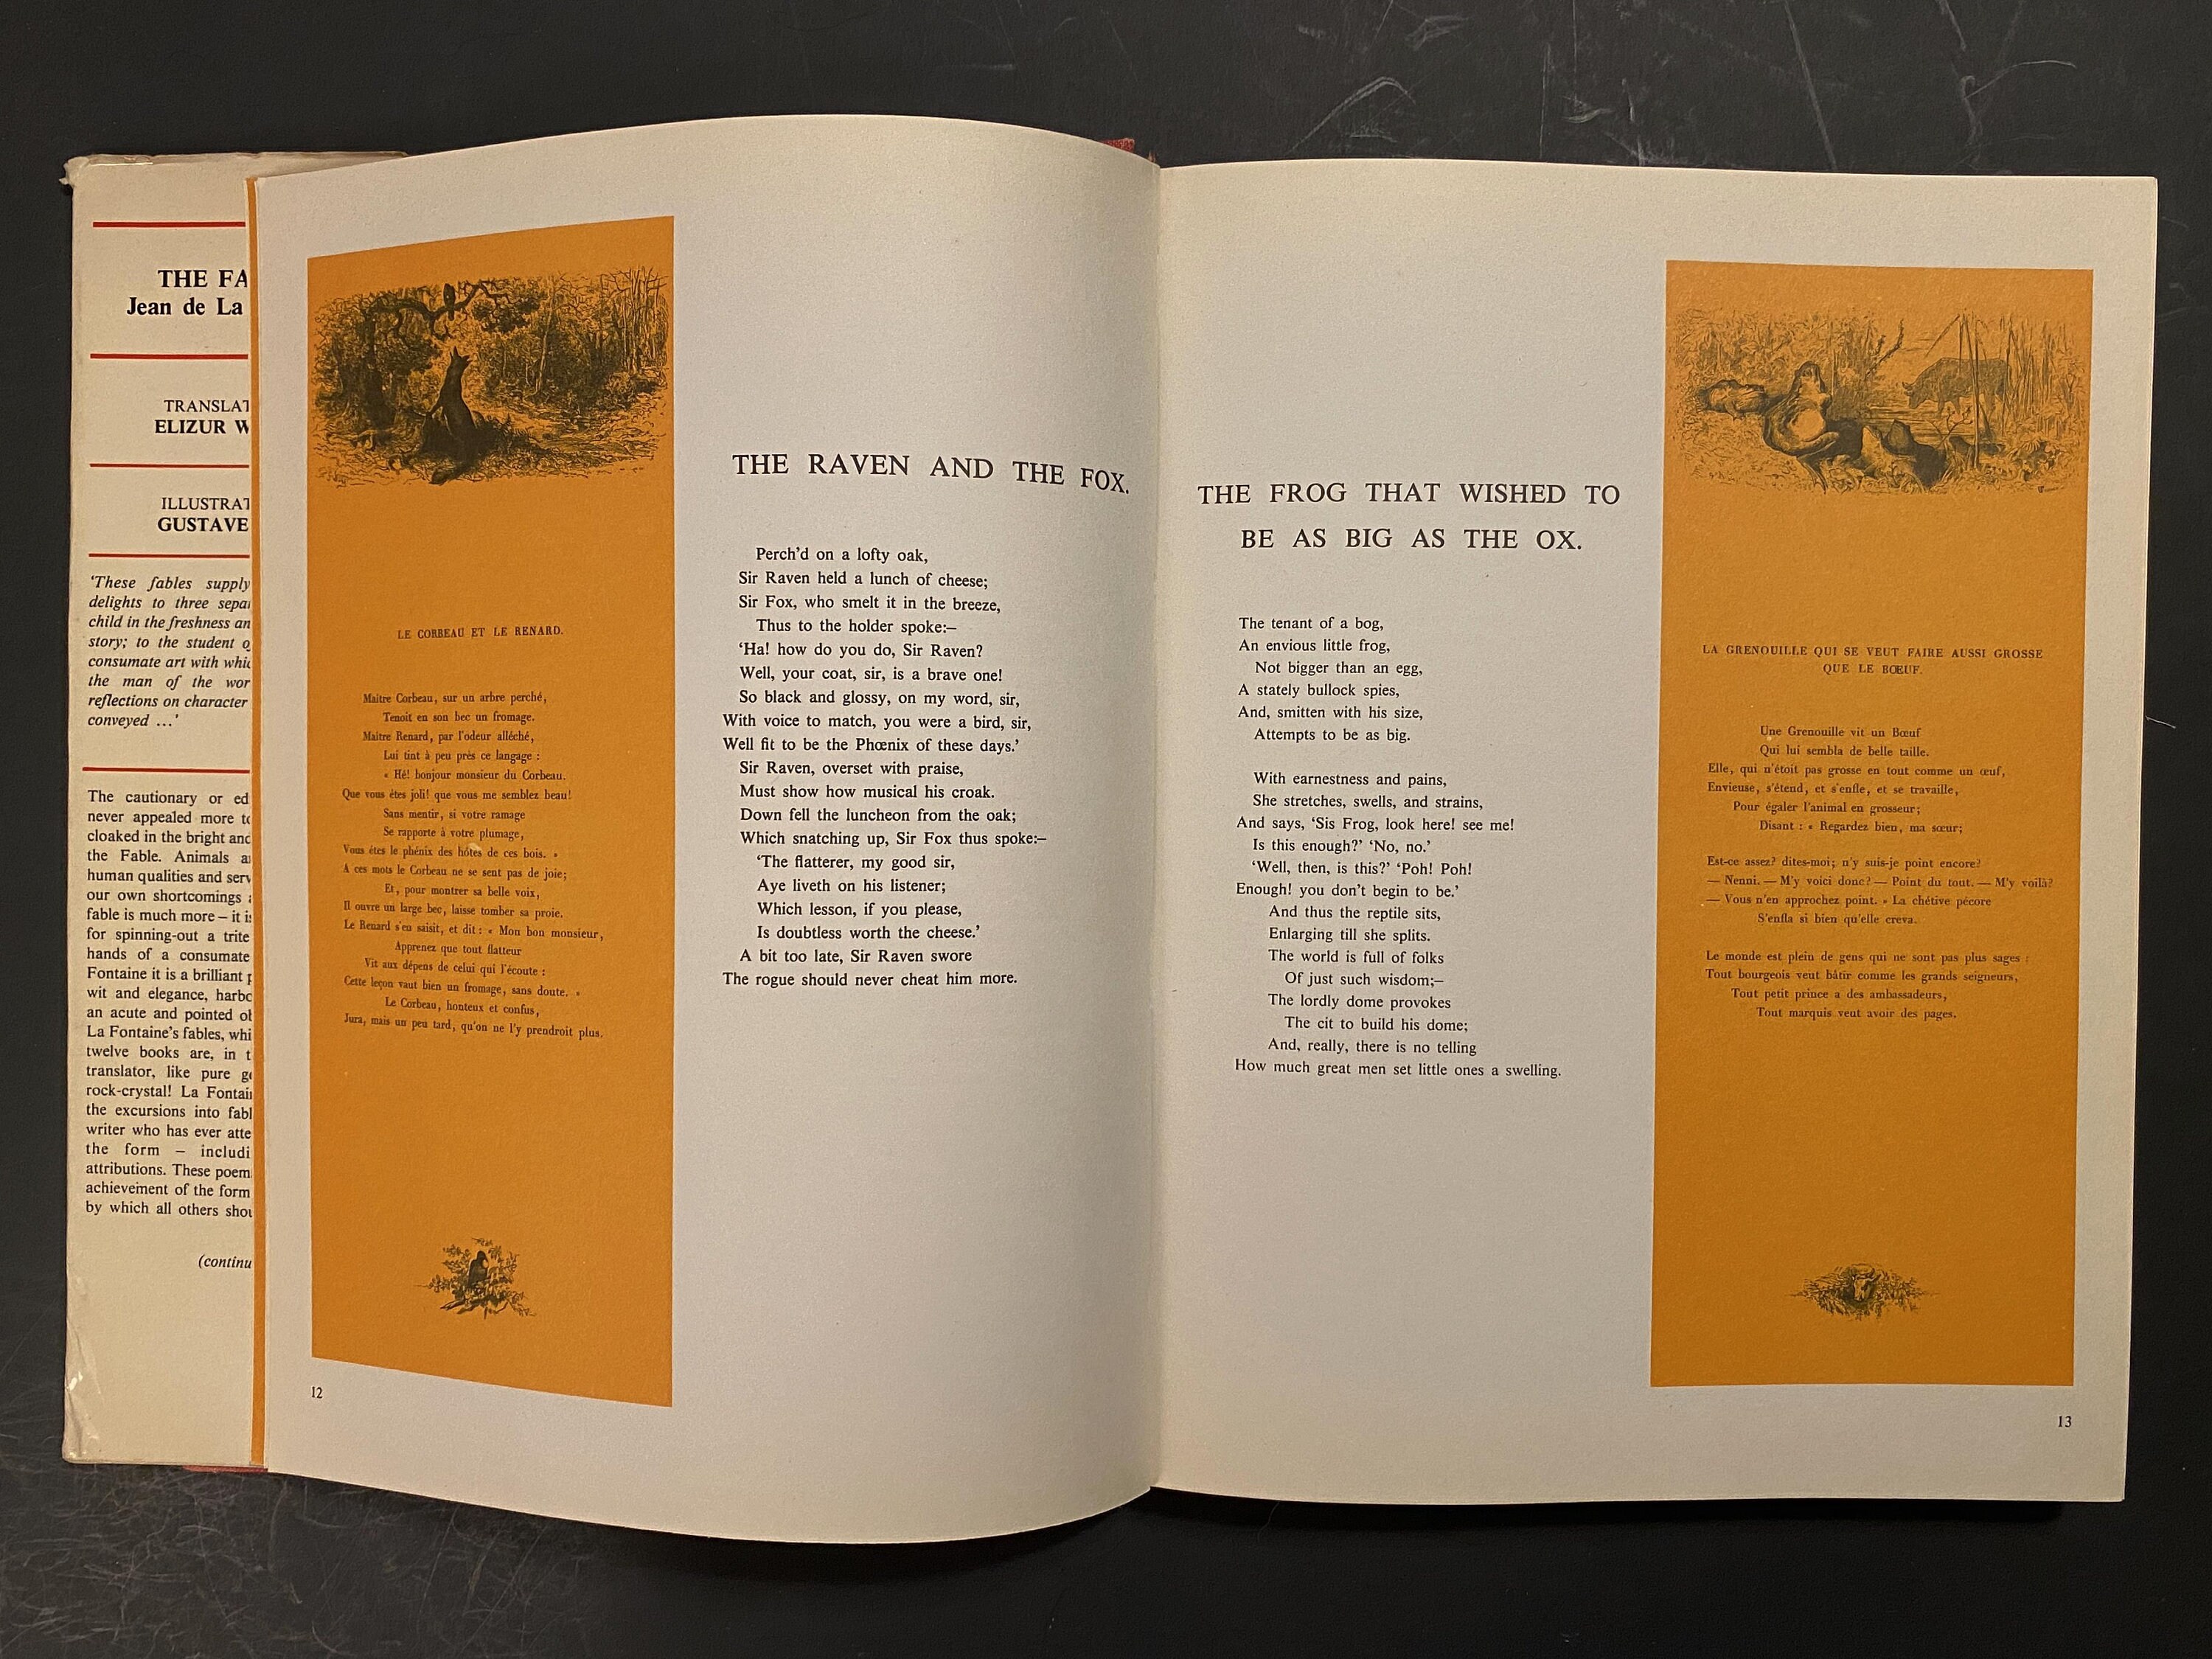 THE FA
Jean de La
TRANSLAT
ELIZUR W
ILLUSTRAT
GUSTAVE
‘These fables supply
delights to three separ
child in the freshness an
story; to the student o
consumate art with whic
the man of the wor
reflections on character
conveyed ...’
The cautionary or ed
never appealed more to
cloaked in the bright and
the Fable. Animals a
human qualities and serv
our own shortcomings
fable is much more – it is
for spinning-out a trite
hands of a consumate
Fontaine it is a brilliant p
wit and elegance, harbo
an acute and pointed ob
La Fontaine's fables, whi
twelve books are, in t
translator, like pure go
rock-crystal! La Fontain
the excursions into fabl
writer who has ever atte
the form – includi
attributions. These poem
achievement of the form
by which all others shou
(continu
LE CORBEAU ET LE RENARD.
Maître Corbeau, sur un arbre perché,
Tenoit en son bec un fromage.
Maître Renard, par l'odeur alléché,
Lui tint à peu près ce langage :
« Hé! bonjour monsieur du Corbeau.
Que vous êtes joli! que vous me semblez beau!
Sans mentir, si votre ramage
Se rapporte à votre plumage,
Vous êtes le phénix des hôtes de ces bois. »
A ces mots le Corbeau ne se sent pas de joie;
Et, pour montrer sa belle voix,
Il ouvre un large bec, laisse tomber sa proie.
Le Renard s'en saisit, et dit : « Mon bon monsieur,
Apprenez que tout flatteur
Vit aux dépens de celui qui l'écoute :
Cette leçon vaut bien un fromage, sans doute. »
Le Corbeau, honteux et confus,
Jura, mais un peu tard, qu'on ne l'y prendroit plus.
12
THE RAVEN AND THE FOX.
Perch'd on a lofty oak,
Sir Raven held a lunch of cheese;
Sir Fox, who smelt it in the breeze,
Thus to the holder spoke:–
‘Ha! how do you do, Sir Raven?
Well, your coat, sir, is a brave one!
So black and glossy, on my word, sir,
With voice to match, you were a bird, sir,
Well fit to be the Phœnix of these days.’
Sir Raven, overset with praise,
Must show how musical his croak.
Down fell the luncheon from the oak;
Which snatching up, Sir Fox thus spoke:–
‘The flatterer, my good sir,
Aye liveth on his listener;
Which lesson, if you please,
Is doubtless worth the cheese.’
A bit too late, Sir Raven swore
The rogue should never cheat him more.
THE FROG THAT WISHED TO
BE AS BIG AS THE OX.
The tenant of a bog,
An envious little frog,
Not bigger than an egg,
A stately bullock spies,
And, smitten with his size,
Attempts to be as big.
With earnestness and pains,
She stretches, swells, and strains,
And says, ‘Sis Frog, look here! see me!
Is this enough?’ ‘No, no.’
‘Well, then, is this?’ ‘Poh! Poh!
Enough! you don't begin to be.’
And thus the reptile sits,
Enlarging till she splits.
The world is full of folks
Of just such wisdom;–
The lordly dome provokes
The cit to build his dome;
And, really, there is no telling
How much great men set little ones a swelling.
LA GRENOUILLE QUI SE VEUT FAIRE AUSSI GROSSE
QUE LE BŒUF.
Une Grenouille vit un Bœuf
Qui lui sembla de belle taille.
Elle, qui n'étoit pas grosse en tout comme un œuf,
Envieuse, s'étend, et s'enfle, et se travaille,
Pour égaler l'animal en grosseur;
Disant : « Regardez bien, ma sœur;
Est-ce assez? dites-moi; n'y suis-je point encore?
— Nenni. — M'y voici donc? — Point du tout. — M'y voilà?
— Vous n'en approchez point. » La chétive pécore
S'enfla si bien qu'elle creva.
Le monde est plein de gens qui ne sont pas plus sages :
Tout bourgeois veut bâtir comme les grands seigneurs,
Tout petit prince a des ambassadeurs,
Tout marquis veut avoir des pages.
13